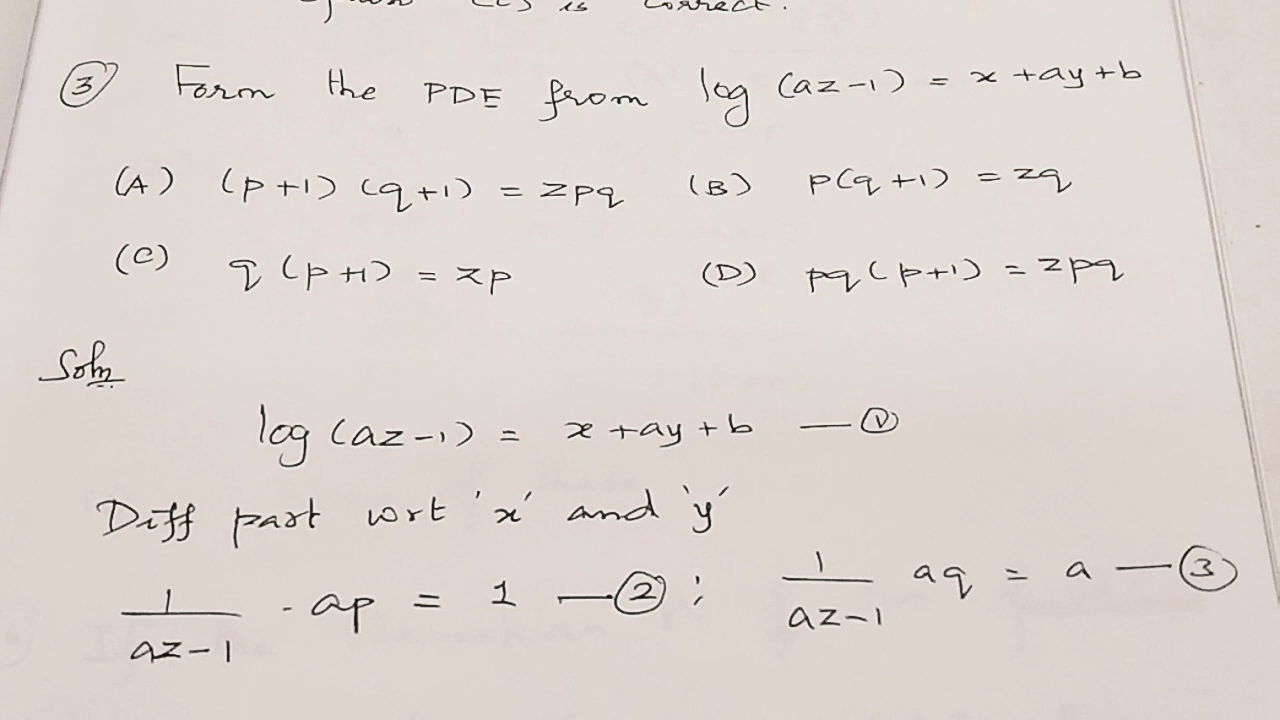 is correct.
③ Form the PDE from log (az-1) = x + ay + b
(A) (p+1) (q+1) = zpq (B) p(q+1) = zq
(C) q (p+1) = zp (D) pq (p+1) = zpq
Soln
log (az-1) = x + ay + b — ①
Diff part wrt 'x' and 'y'
1/(az-1) . ap = 1 — ② ; 1/(az-1) aq = a — ③